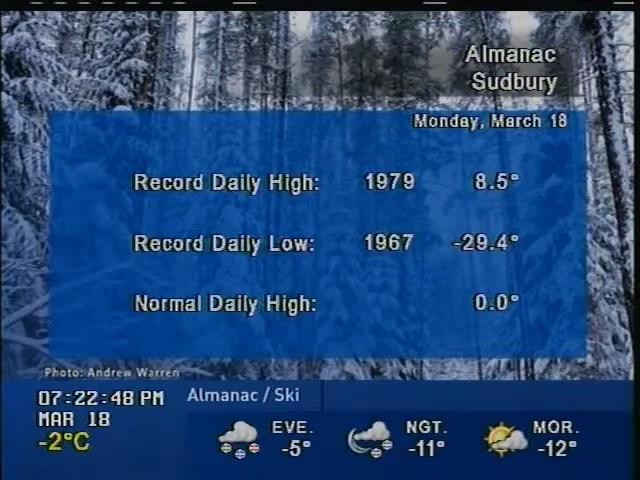 Almanac
Sudbury
Monday, March 18
Record Daily High: 1979 8.5°
Record Daily Low: 1967 -29.4°
Normal Daily High: 0.0°
Photo: Andrew Warren
07:22:48 PM
Almanac / Ski
MAR 18
-2°C
EVE.
-5°
NGT.
-11°
MOR.
-12°